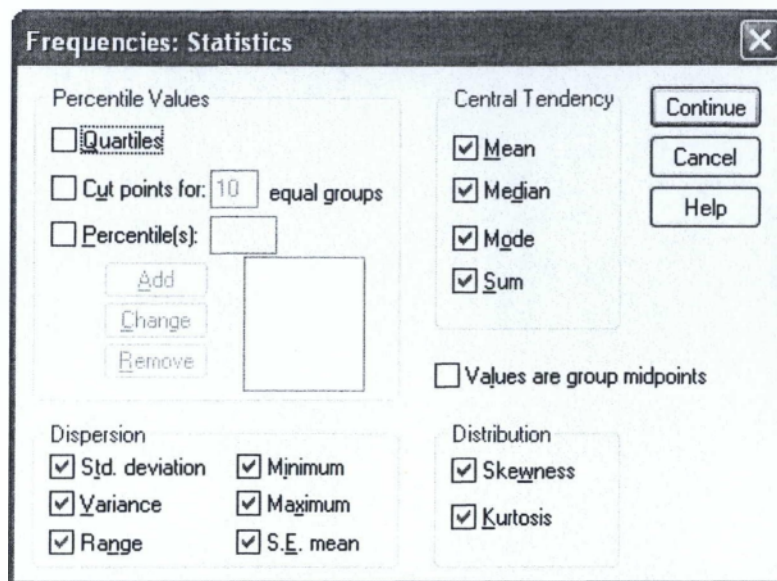 Frequencies: Statistics
Percentile Values
Quartiles
Cut points for: 10 equal groups
Percentile(s):
Add
Change
Remove
Central Tendency
Mean
Median
Mode
Sum
Continue
Cancel
Help
Values are group midpoints
Dispersion
Std. deviation
Minimum
Variance
Maximum
Range
S.E. mean
Distribution
Skewness
Kurtosis